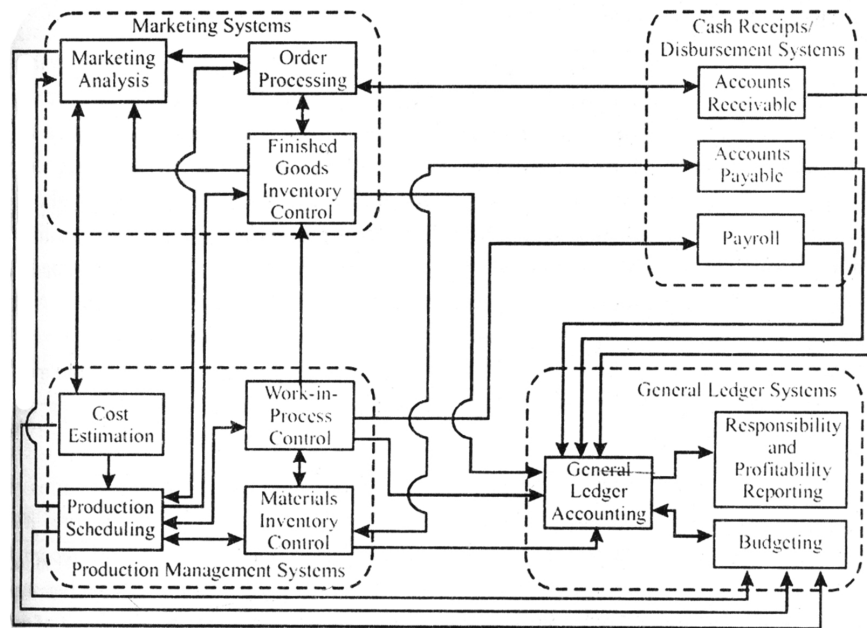 Marketing Systems
Marketing
Analysis
Order
Processing
Finished
Goods
Inventory
Control
Cash Receipts/
Disbursement Systems
Accounts
Receivable
Accounts
Payable
Payroll
Cost
Estimation
Production
Scheduling
Work-in-
Process
Control
Materials
Inventory
Control
Production Management Systems
General Ledger Systems
General
Ledger
Accounting
Responsibility
and
Profitability
Reporting
Budgeting